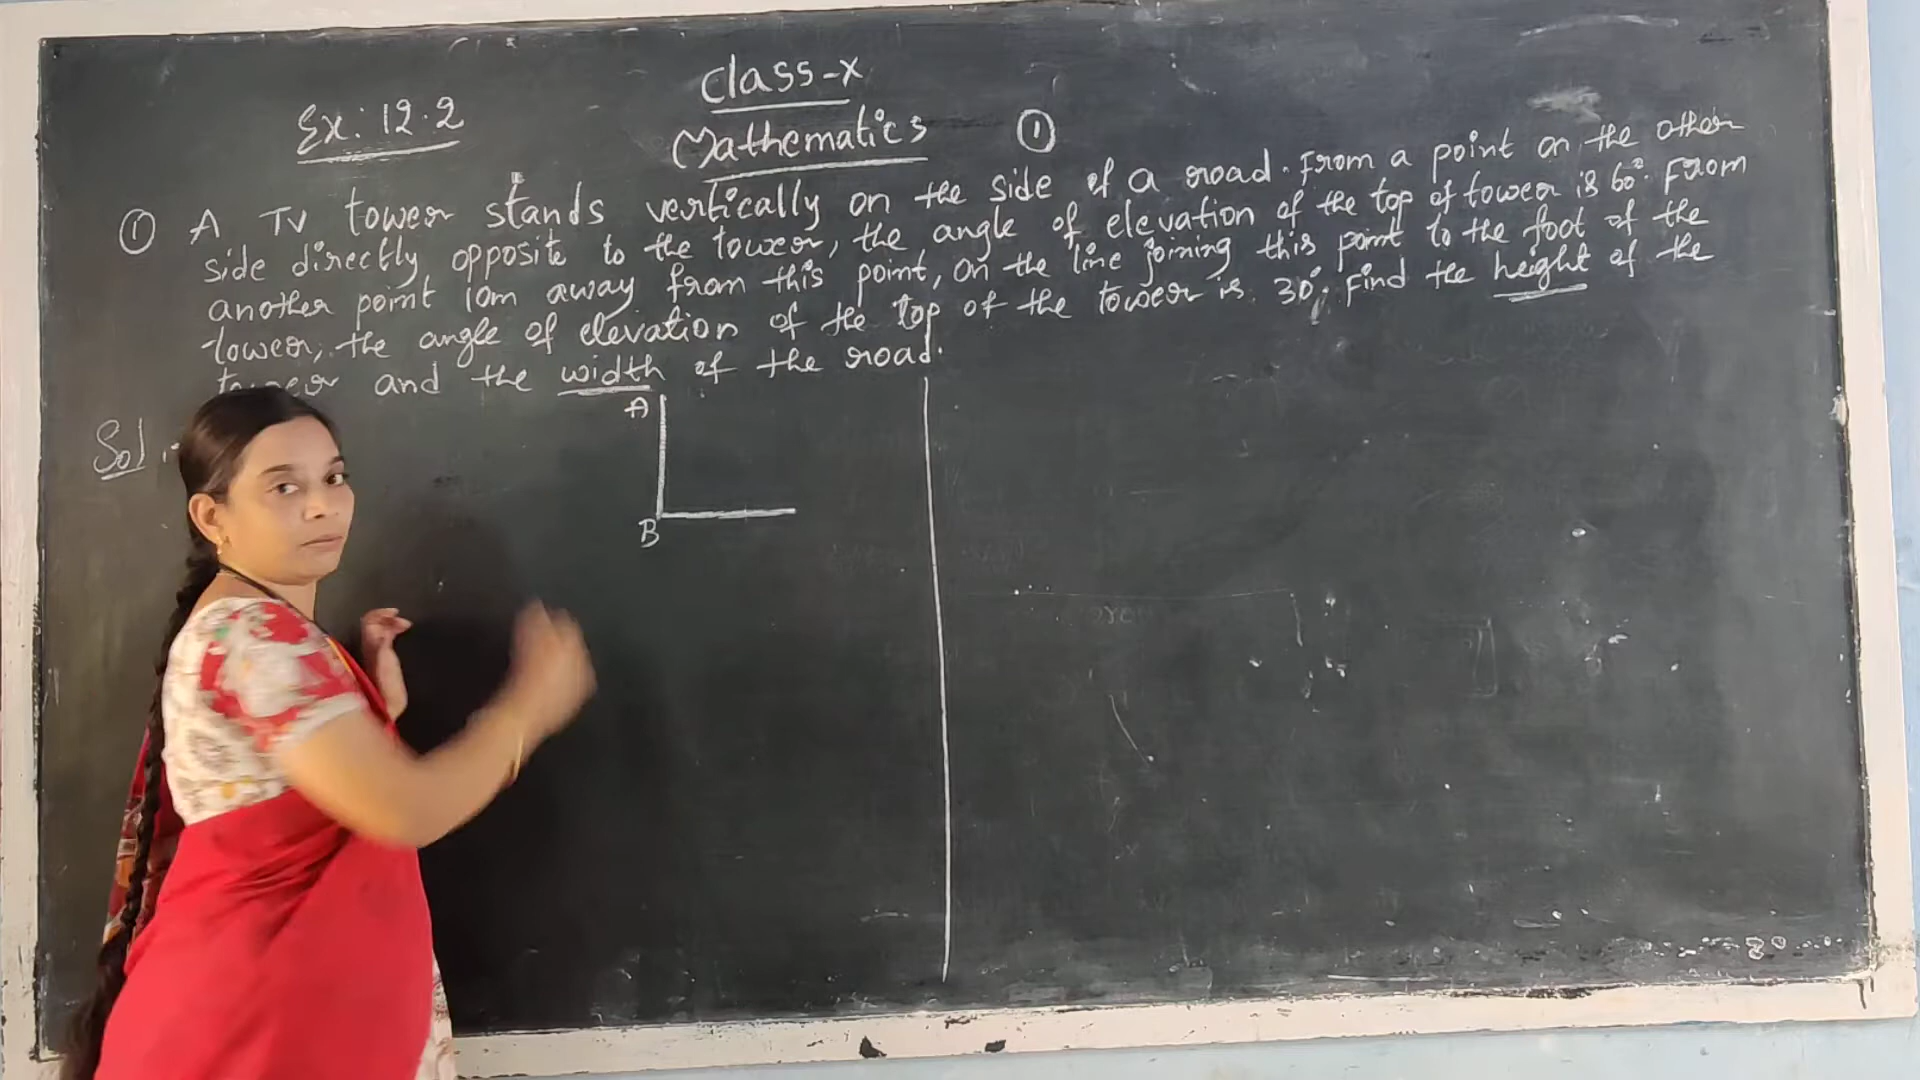 Class-X
Ex: 12.2
Mathematics ①
① A TV tower stands vertically on the side of a road. From a point on the other
side directly opposite to the tower, the angle of elevation of the top of tower is 60°. From
another point 10m away from this point, on the line joining this point to the foot of the
tower, the angle of elevation of the top of the tower is 30°. Find the height of the
and the width of the road.
Sol:-
A
B